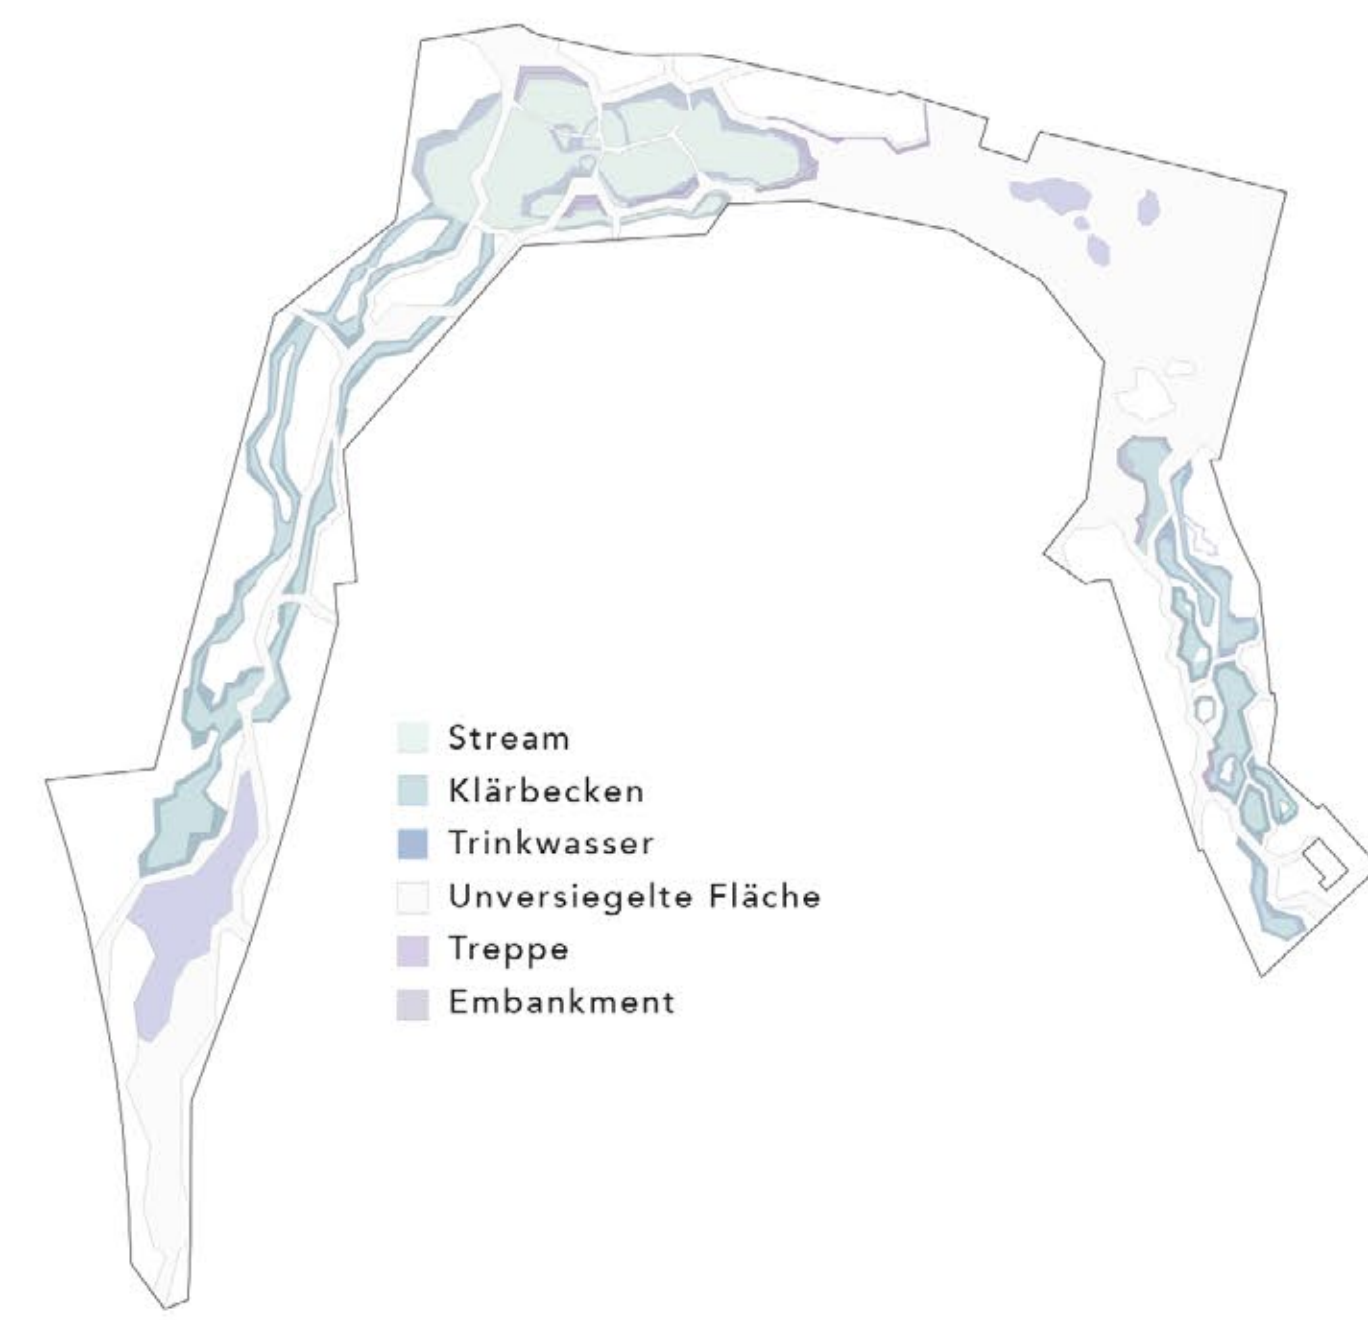 Stream
Klärbecken
Trinkwasser
Unversiegelte Fläche
Treppe
Embankment